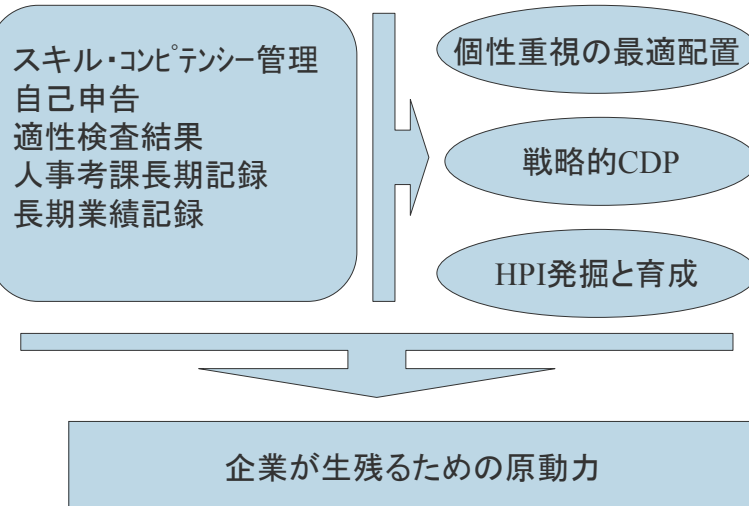 スキル・コンピテンシー管理
自己申告
適性検査結果
人事考課長期記録
長期業績記録
個性重視の最適配置
戦略的CDP
HPI発掘と育成
企業が生残るための原動力